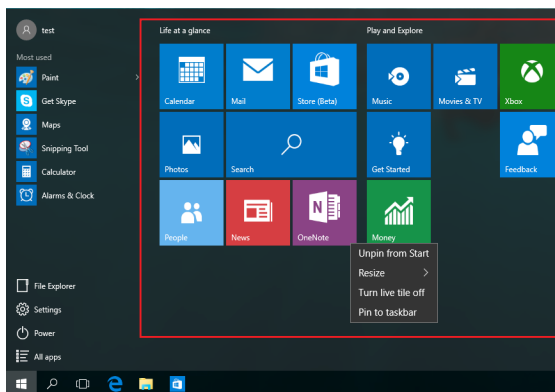 test
Most used
Paint
Get Skype
Maps
Snipping Tool
Calculator
Alarms & Clock
File Explorer
Settings
Power
All apps
Life at a glance
Calendar
Mail
Store (Beta)
Photos
Search
People
News
OneNote
Play and Explore
Music
Movies & TV
Xbox
Get Started
Feedback
Money
Unpin from Start
Resize
Turn live tile off
Pin to taskbar